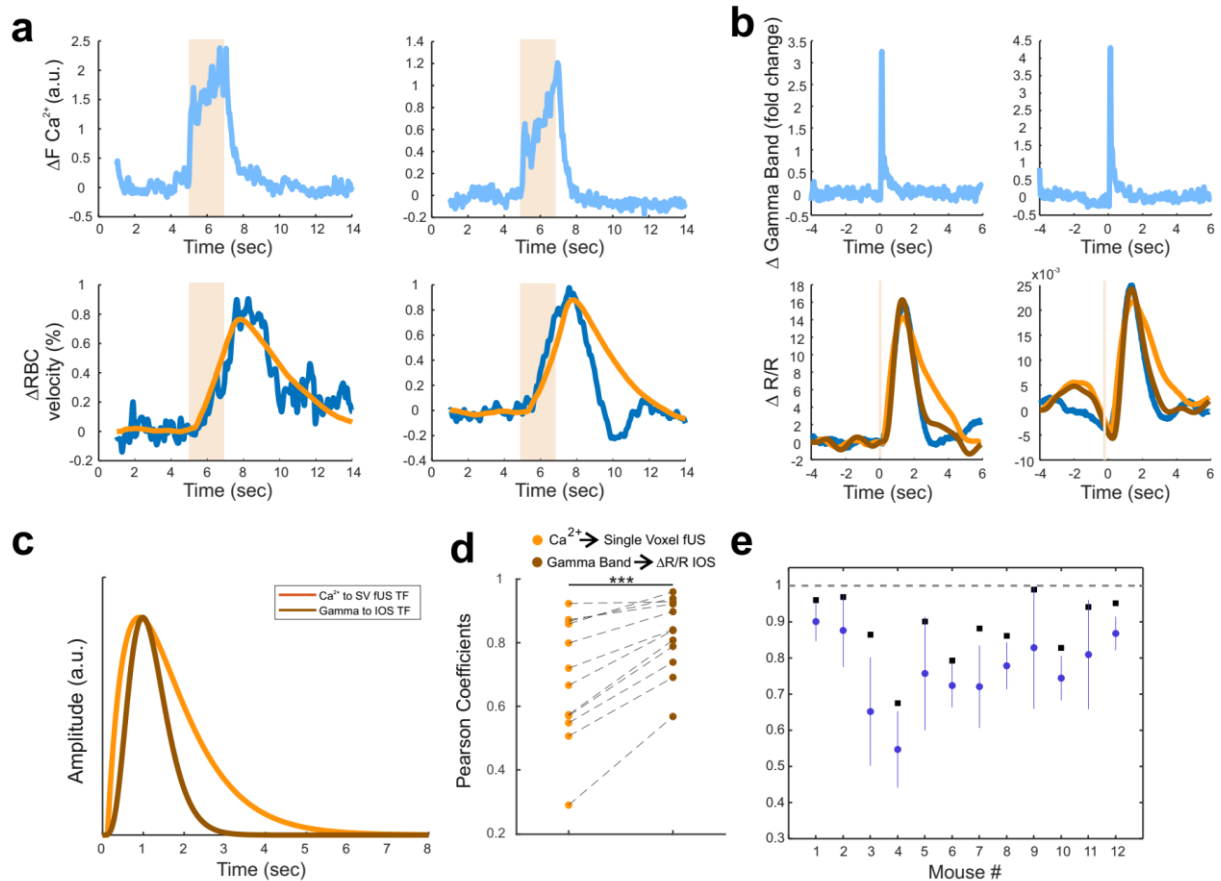 a
ΔF Ca²⁺ (a.u.)
2.5
2
1.5
1
0.5
0
-0.5
0 2 4 6 8 10 12 14
Time (sec)
1.4
1.2
1
0.8
0.6
0.4
0.2
0
-0.2
0 2 4 6 8 10 12 14
Time (sec)
ΔRBC
velocity (%)
1
0.8
0.6
0.4
0.2
0
0.2
0 2 4 6 8 10 12 14
Time (sec)
1
0.8
0.6
0.4
0.2
0
-0.2
-0.4
0 2 4 6 8 10 12 14
Time (sec)
b
Δ Gamma Band (fold change)
3.5
3
2.5
2
1.5
1
0.5
0
0.5
-4 -2 0 2 4 6
Time (sec)
4.5
4
3.5
3
2.5
2
1.5
1
0.5
0
-0.5
-4 -2 0 2 4 6
Time (sec)
Δ R/R
18
16
14
12
10
8
6
4
2
0
-2
-4 -2 0 2 4 6
Time (sec)
×10⁻³
25
20
15
10
5
0
-5
-10
-4 -2 0 2 4 6
Time (sec)
c
Amplitude (a.u.)
Ca²⁺ to SV fUS TF
Gamma to IOS TF
0 1 2 3 4 5 6 7 8
Time (sec)
d
Ca²⁺ → Single Voxel fUS
Gamma Band → ΔR/R IOS
***
Pearson Coefficients
1
0.8
0.6
0.4
0.2
e
1
0.9
0.8
0.7
0.6
0.5
0.4
0.3
1 2 3 4 5 6 7 8 9 10 11 12
Mouse #